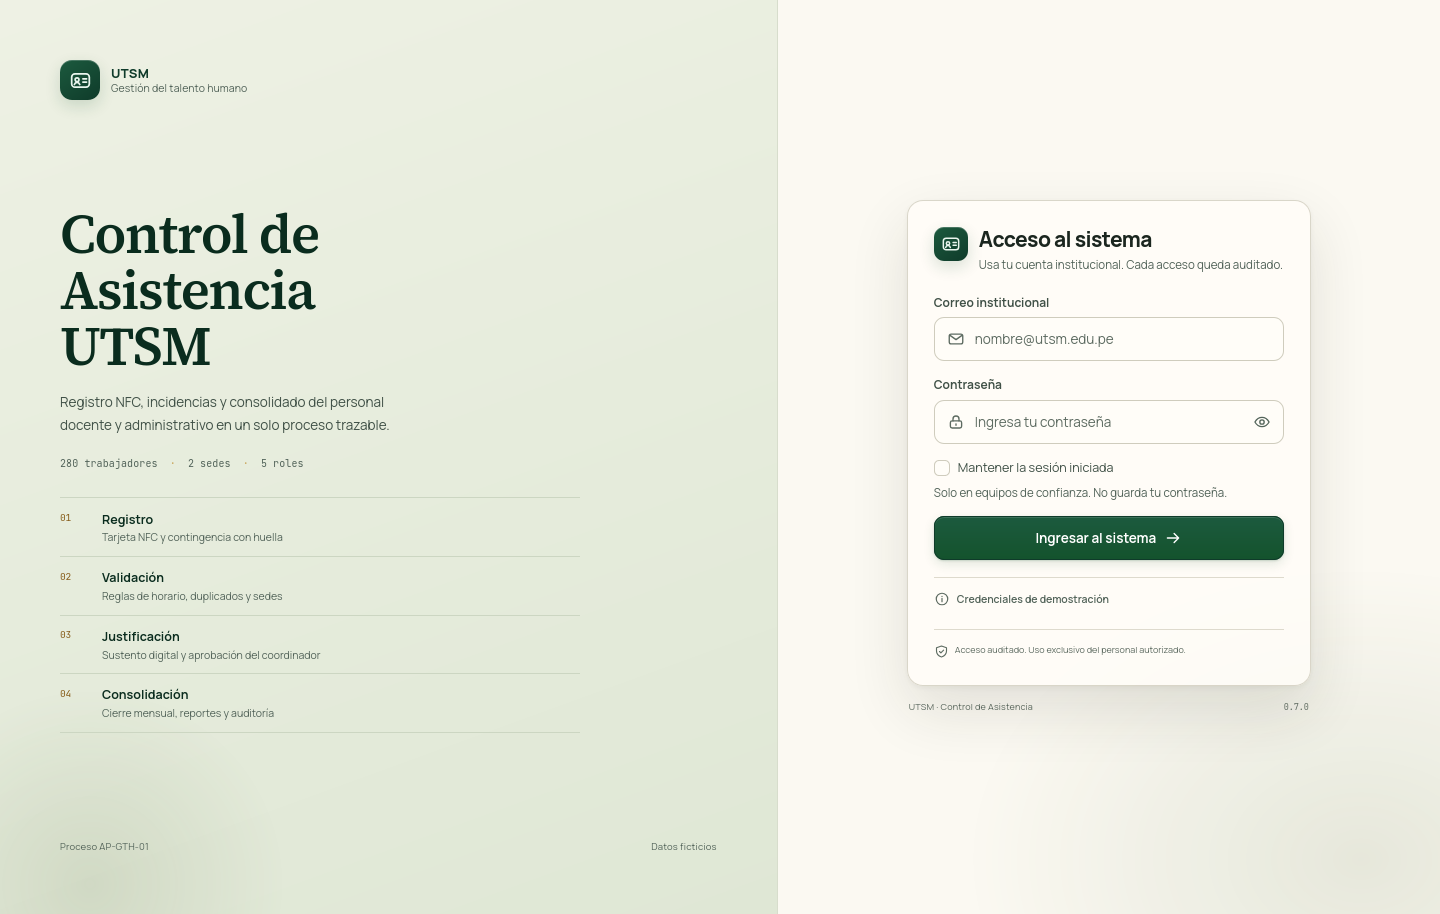 UTSM
Gestión del talento humano
Control de
Asistencia
UTSM
Registro NFC, incidencias y consolidado del personal
docente y administrativo en un solo proceso trazable.
280 trabajadores · 2 sedes · 5 roles
01 Registro
Tarjeta NFC y contingencia con huella
02 Validación
Reglas de horario, duplicados y sedes
03 Justificación
Sustento digital y aprobación del coordinador
04 Consolidación
Cierre mensual, reportes y auditoría
Proceso AP-GTH-01
Datos ficticios
Acceso al sistema
Usa tu cuenta institucional. Cada acceso queda auditado.
Correo institucional
nombre@utsm.edu.pe
Contraseña
Ingresa tu contraseña
Mantener la sesión iniciada
Solo en equipos de confianza. No guarda tu contraseña.
Ingresar al sistema
Credenciales de demostración
Acceso auditado. Uso exclusivo del personal autorizado.
UTSM · Control de Asistencia
0.7.0